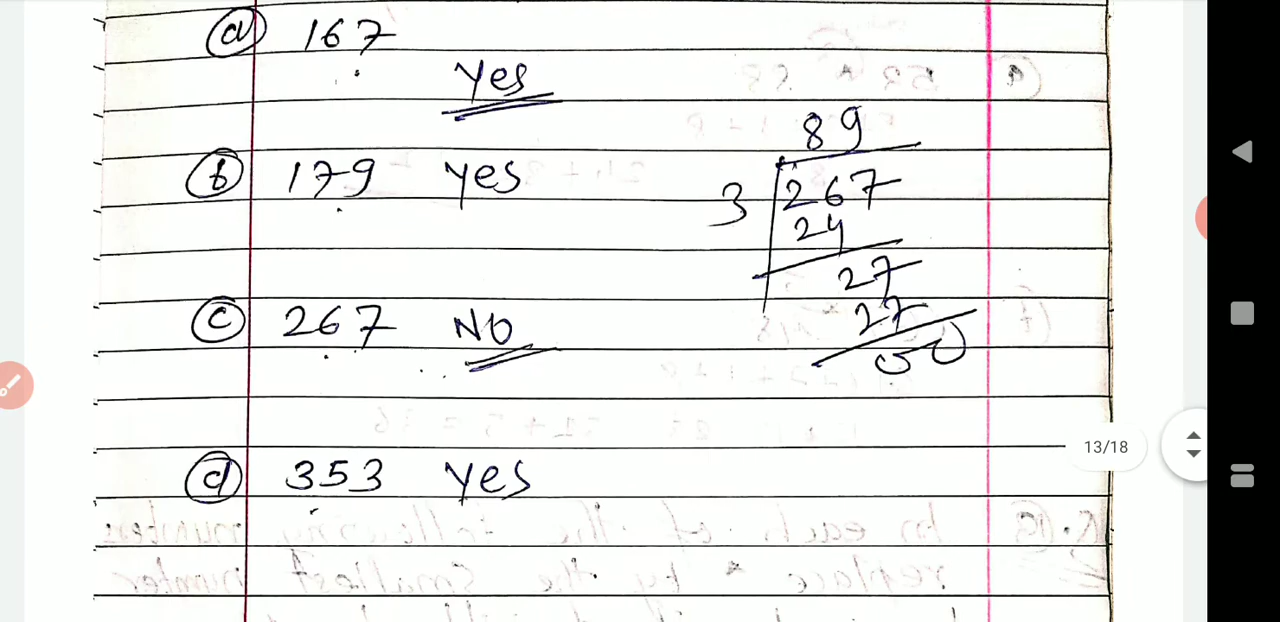 (a) 167
Yes
(b) 179 Yes
89
3 267
24
27
27
00
(c) 267 NO
(d) 353 Yes
13/18